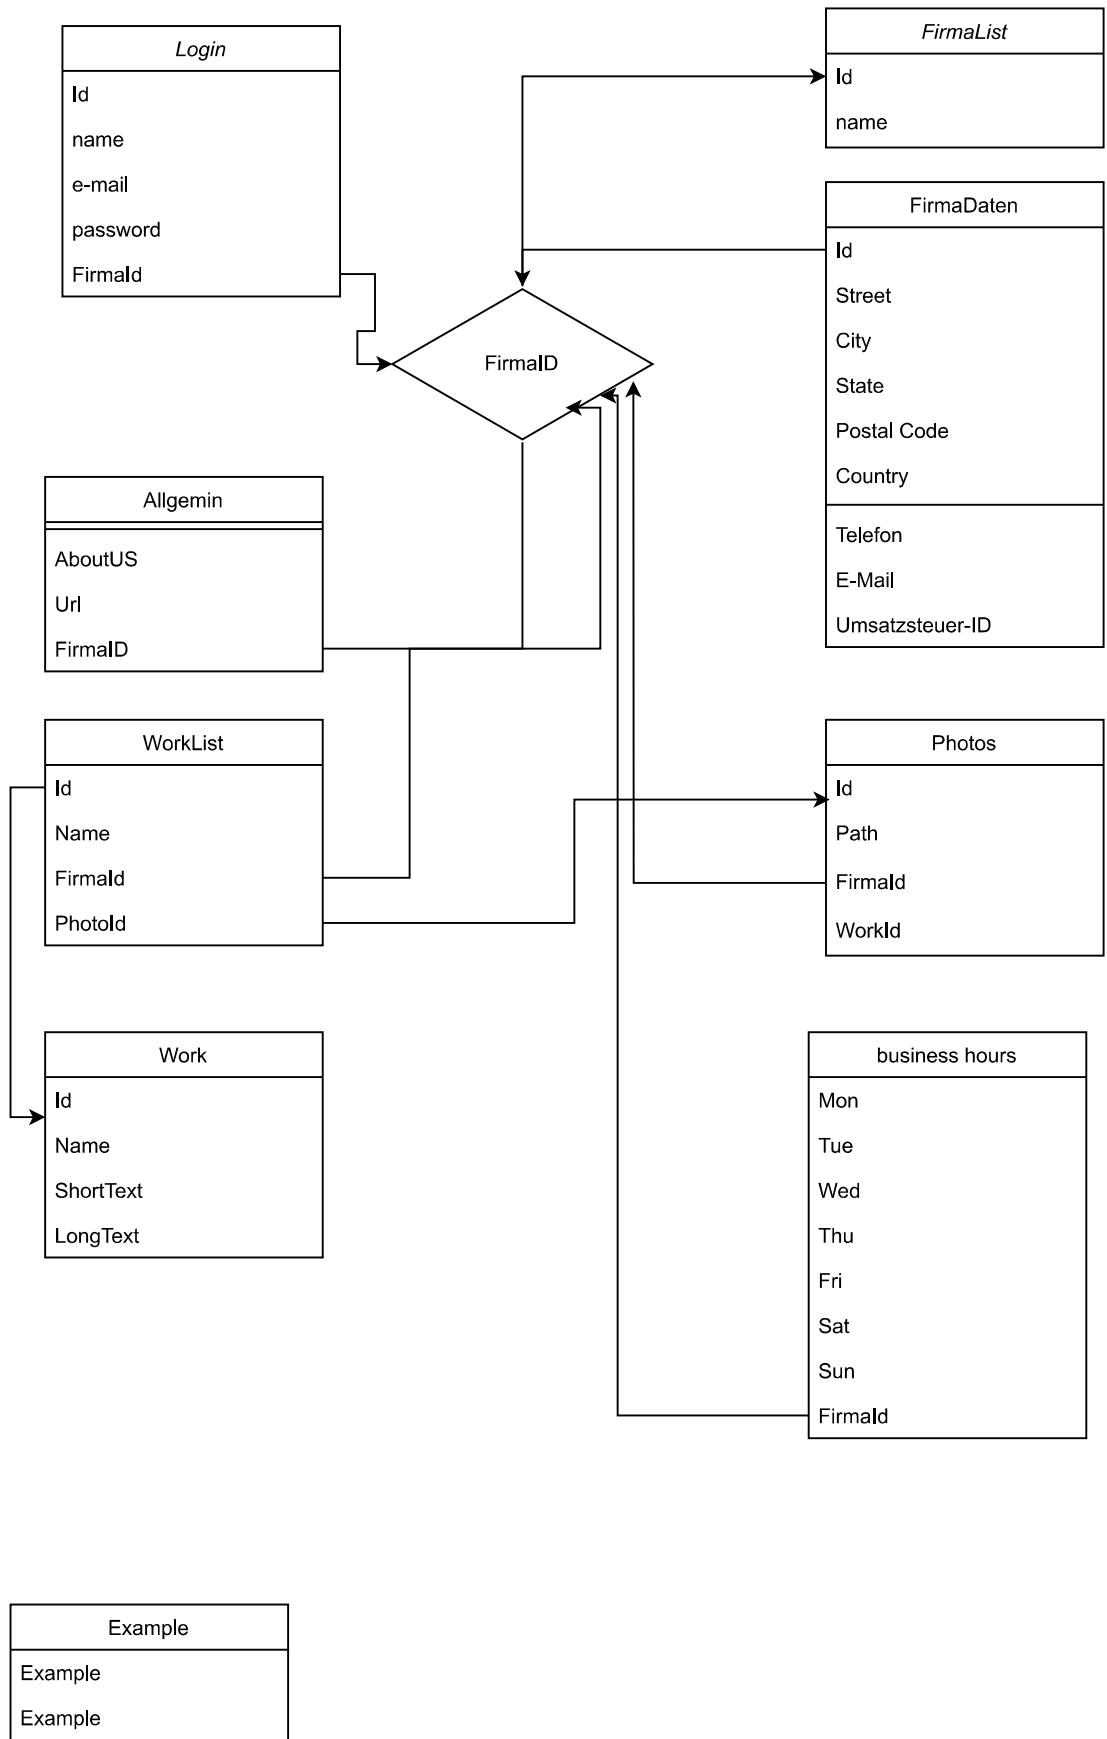 Login
Id
name
e-mail
password
FirmaId
FirmaList
Id
name
FirmaDaten
Id
Street
City
State
Postal Code
Country
Telefon
E-Mail
Umsatzsteuer-ID
FirmaID
Allgemin
AboutUS
Url
FirmaID
WorkList
Id
Name
FirmaId
PhotoId
Photos
Id
Path
FirmaId
WorkId
Work
Id
Name
ShortText
LongText
business hours
Mon
Tue
Wed
Thu
Fri
Sat
Sun
FirmaId
Example
Example
Example